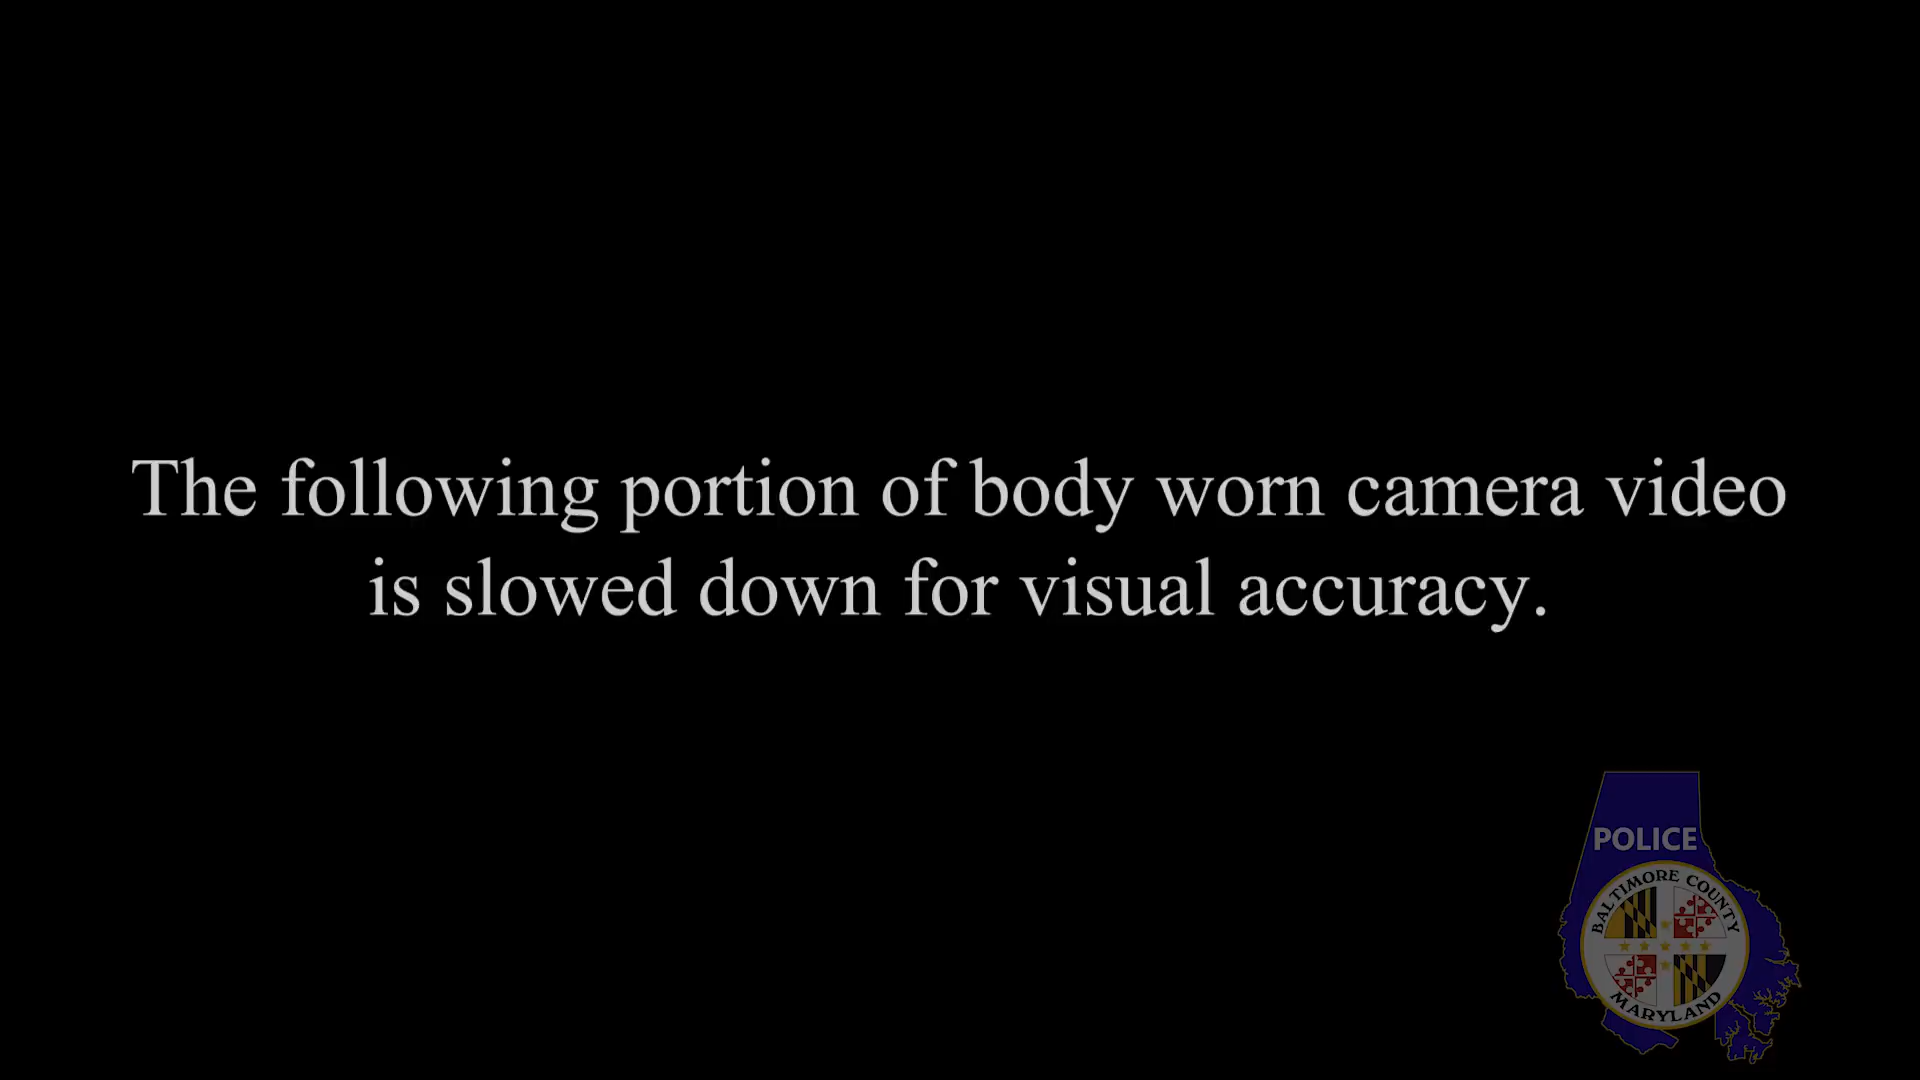 The following portion of body worn camera video
is slowed down for visual accuracy.
POLICE
BALTIMORE COUNTY
MARYLAND